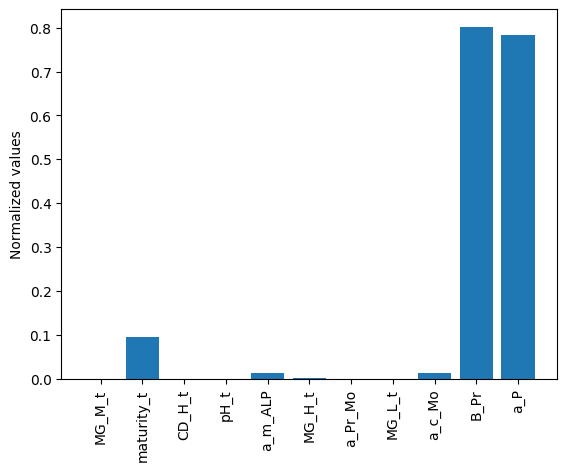 Normalized values
0.8
0.7
0.6
0.5
0.4
0.3
0.2
0.1
0.0
MG_M_t
maturity_t
CD_H_t
pH_t
a_m_ALP
MG_H_t
a_Pr_Mo
MG_L_t
a_c_Mo
B_Pr
a_P